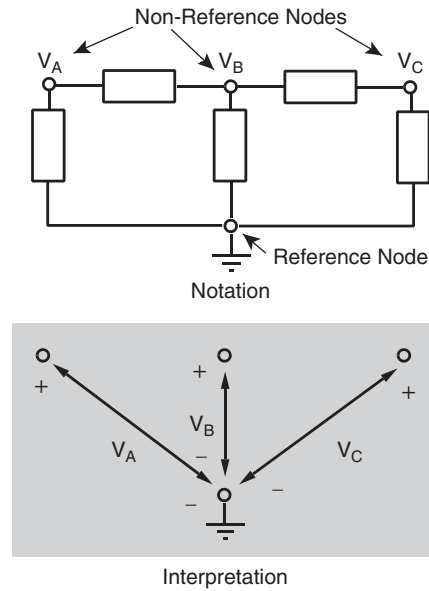 Non-Reference Nodes
V_A V_B V_C
Reference Node
Notation
+ + +
V_B
V_A – V_C
– –
Interpretation